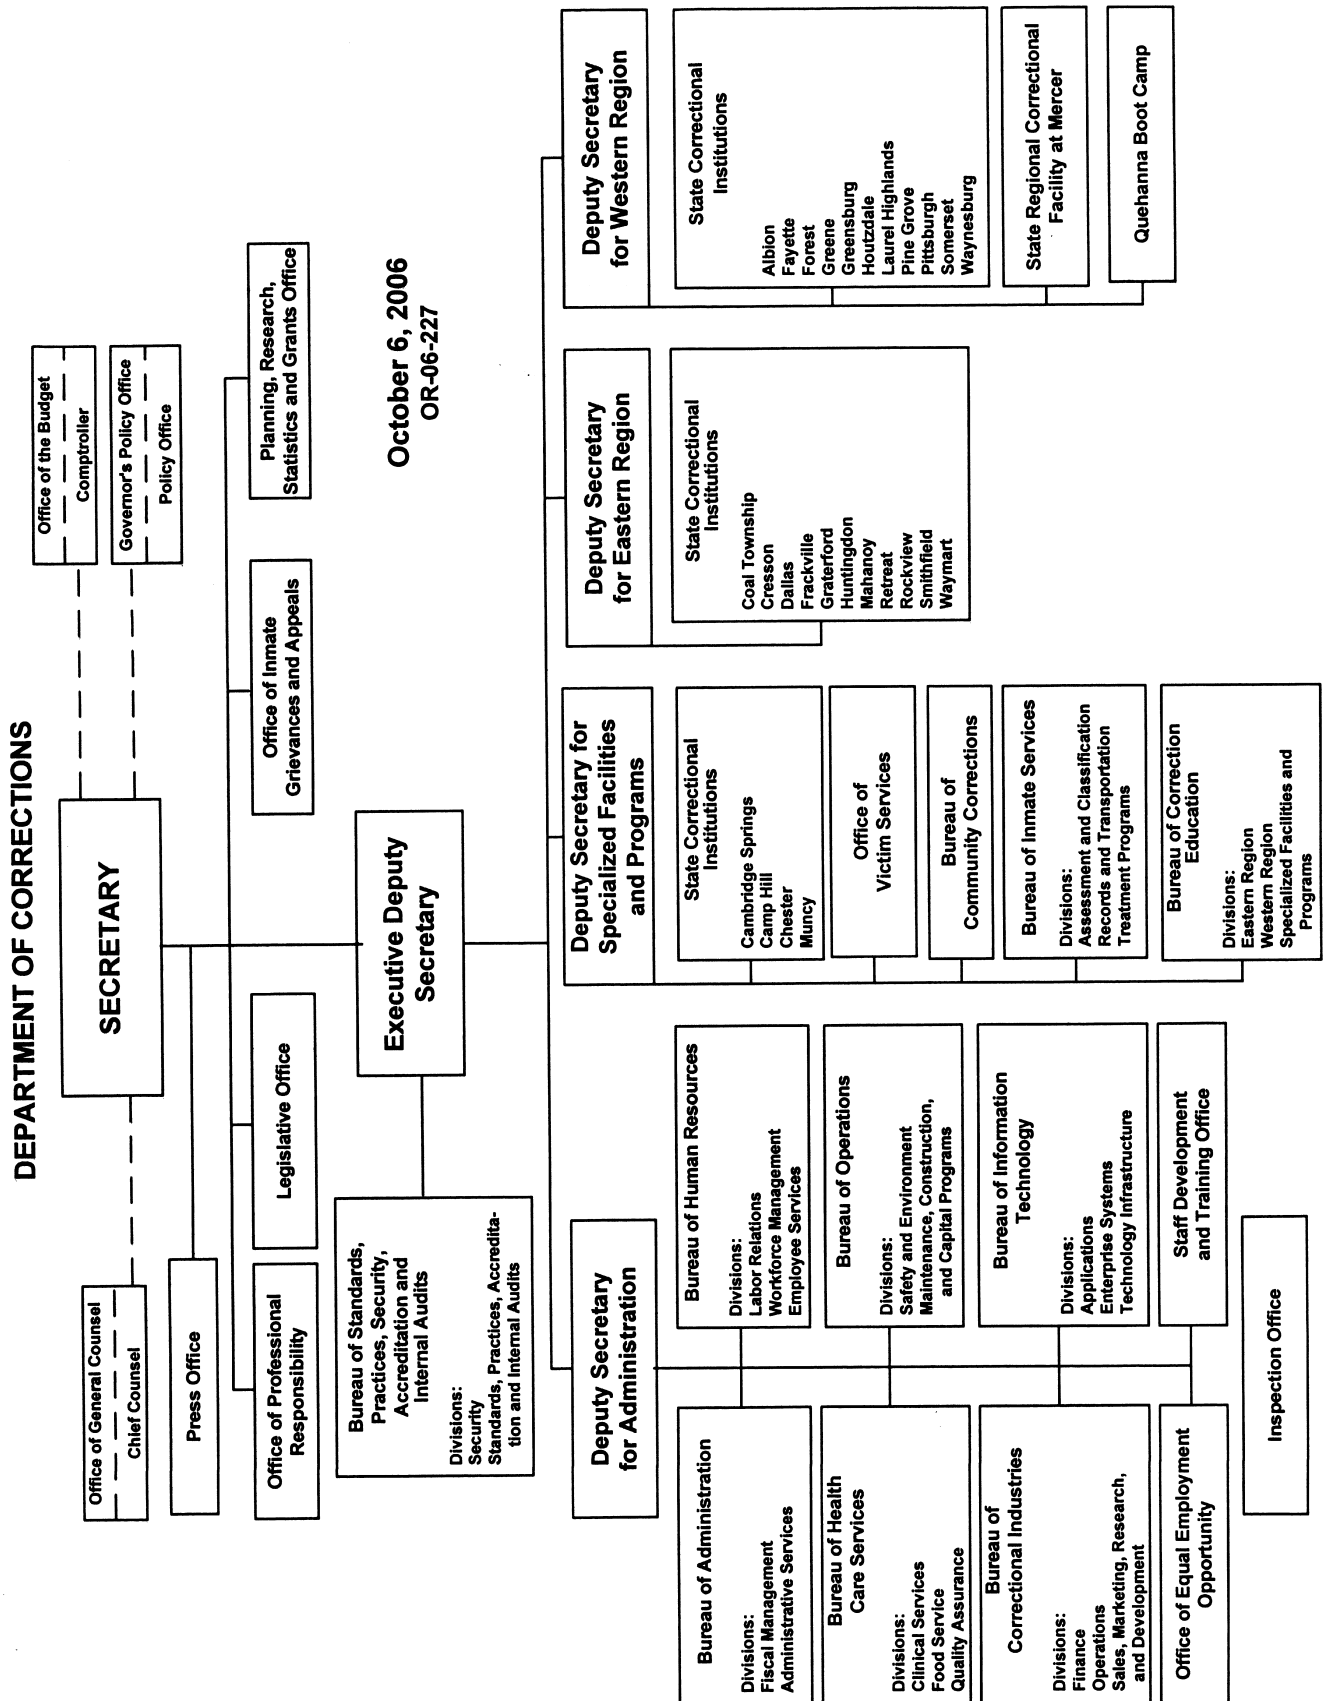 DEPARTMENT OF CORRECTIONS
Office of General Counsel
Chief Counsel
SECRETARY
Office of the Budget
Comptroller
Governor's Policy Office
Policy Office
Press Office
Office of Professional
Responsibility
Legislative Office
Office of Inmate
Grievances and Appeals
Planning, Research,
Statistics and Grants Office
Bureau of Standards,
Practices, Security,
Accreditation and
Internal Audits
Divisions:
Security
Standards, Practices, Accredita-
tion and Internal Audits
Executive Deputy
Secretary
October 6, 2006
OR-06-227
Deputy Secretary
for Administration
Bureau of Administration
Divisions:
Fiscal Management
Administrative Services
Bureau of Human Resources
Divisions:
Labor Relations
Workforce Management
Employee Services
Bureau of Health
Care Services
Divisions:
Clinical Services
Food Service
Quality Assurance
Bureau of Operations
Divisions:
Safety and Environment
Maintenance, Construction,
and Capital Programs
Bureau of
Correctional Industries
Divisions:
Finance
Operations
Sales, Marketing, Research,
and Development
Bureau of Information
Technology
Divisions:
Applications
Enterprise Systems
Technology Infrastructure
Office of Equal Employment
Opportunity
Staff Development
and Training Office
Inspection Office
Deputy Secretary for
Specialized Facilities
and Programs
State Correctional
Institutions
Cambridge Springs
Camp Hill
Chester
Muncy
Office of
Victim Services
Bureau of
Community Corrections
Bureau of Inmate Services
Divisions:
Assessment and Classification
Records and Transportation
Treatment Programs
Bureau of Correction
Education
Divisions:
Eastern Region
Western Region
Specialized Facilities and
Programs
Deputy Secretary
for Eastern Region
State Correctional
Institutions
Coal Township
Cresson
Dallas
Frackville
Graterford
Huntingdon
Mahanoy
Retreat
Rockview
Smithfield
Waymart
Deputy Secretary
for Western Region
State Correctional
Institutions
Albion
Fayette
Forest
Greene
Greensburg
Houtzdale
Laurel Highlands
Pine Grove
Pittsburgh
Somerset
Waynesburg
State Regional Correctional
Facility at Mercer
Quehanna Boot Camp